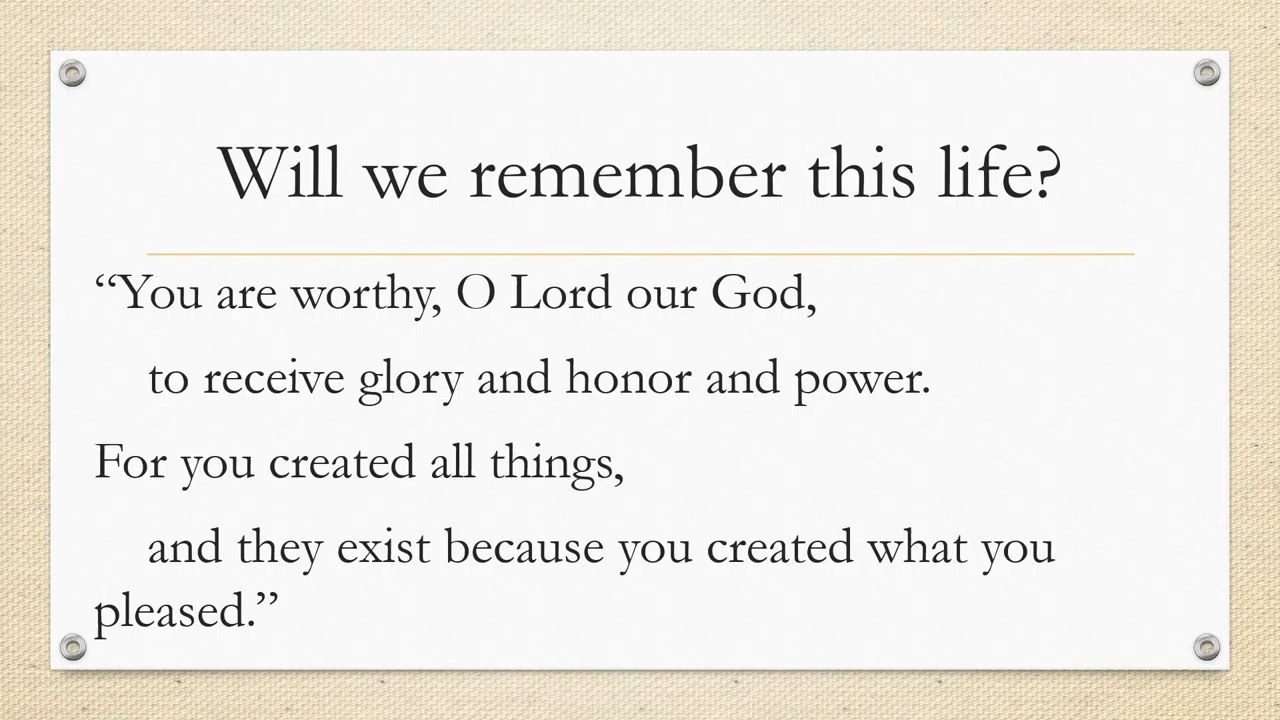 Will we remember this life?
“You are worthy, O Lord our God,
to receive glory and honor and power.
For you created all things,
and they exist because you created what you
pleased.”